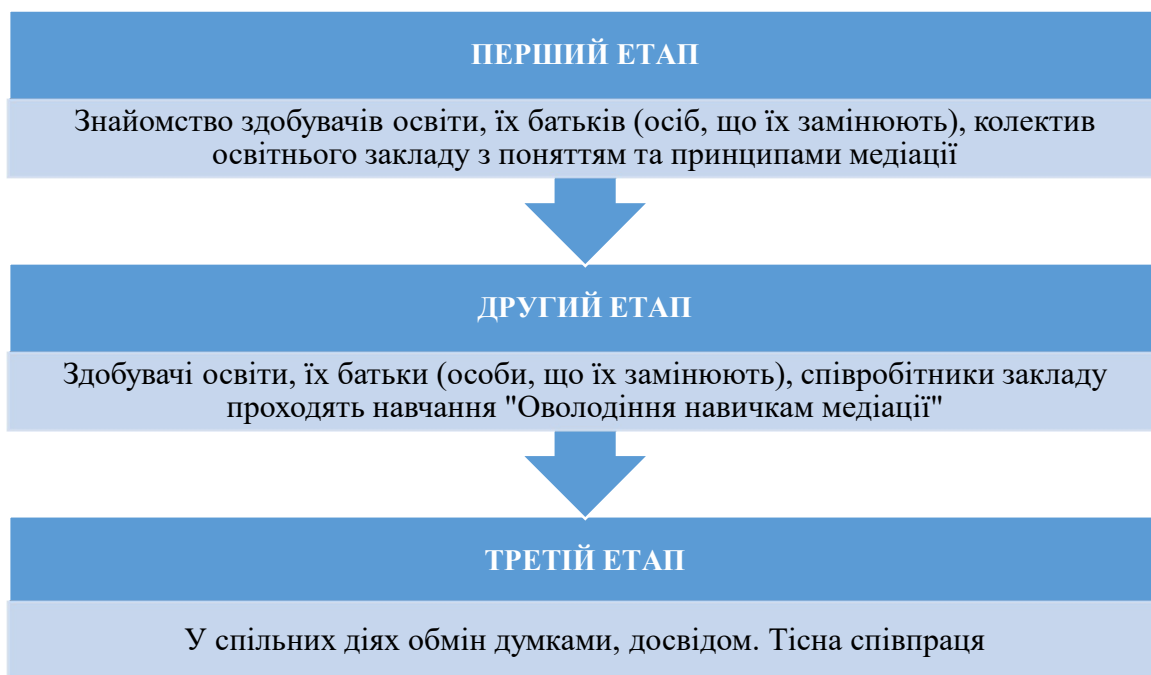 ПЕРШИЙ ЕТАП
Знайомство здобувачів освіти, їх батьків (осіб, що їх замінюють), колектив
освітнього закладу з поняттям та принципами медіації
ДРУГИЙ ЕТАП
Здобувачі освіти, їх батьки (особи, що їх замінюють), співробітники закладу
проходять навчання "Оволодіння навичкам медіації"
ТРЕТІЙ ЕТАП
У спільних діях обмін думками, досвідом. Тісна співпраця